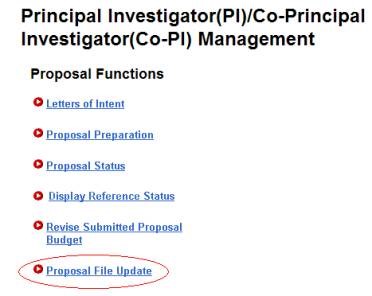 Principal Investigator(PI)/Co-Principal
Investigator(Co-PI) Management
Proposal Functions
Letters of Intent
Proposal Preparation
Proposal Status
Display Reference Status
Revise Submitted Proposal
Budget
Proposal File Update